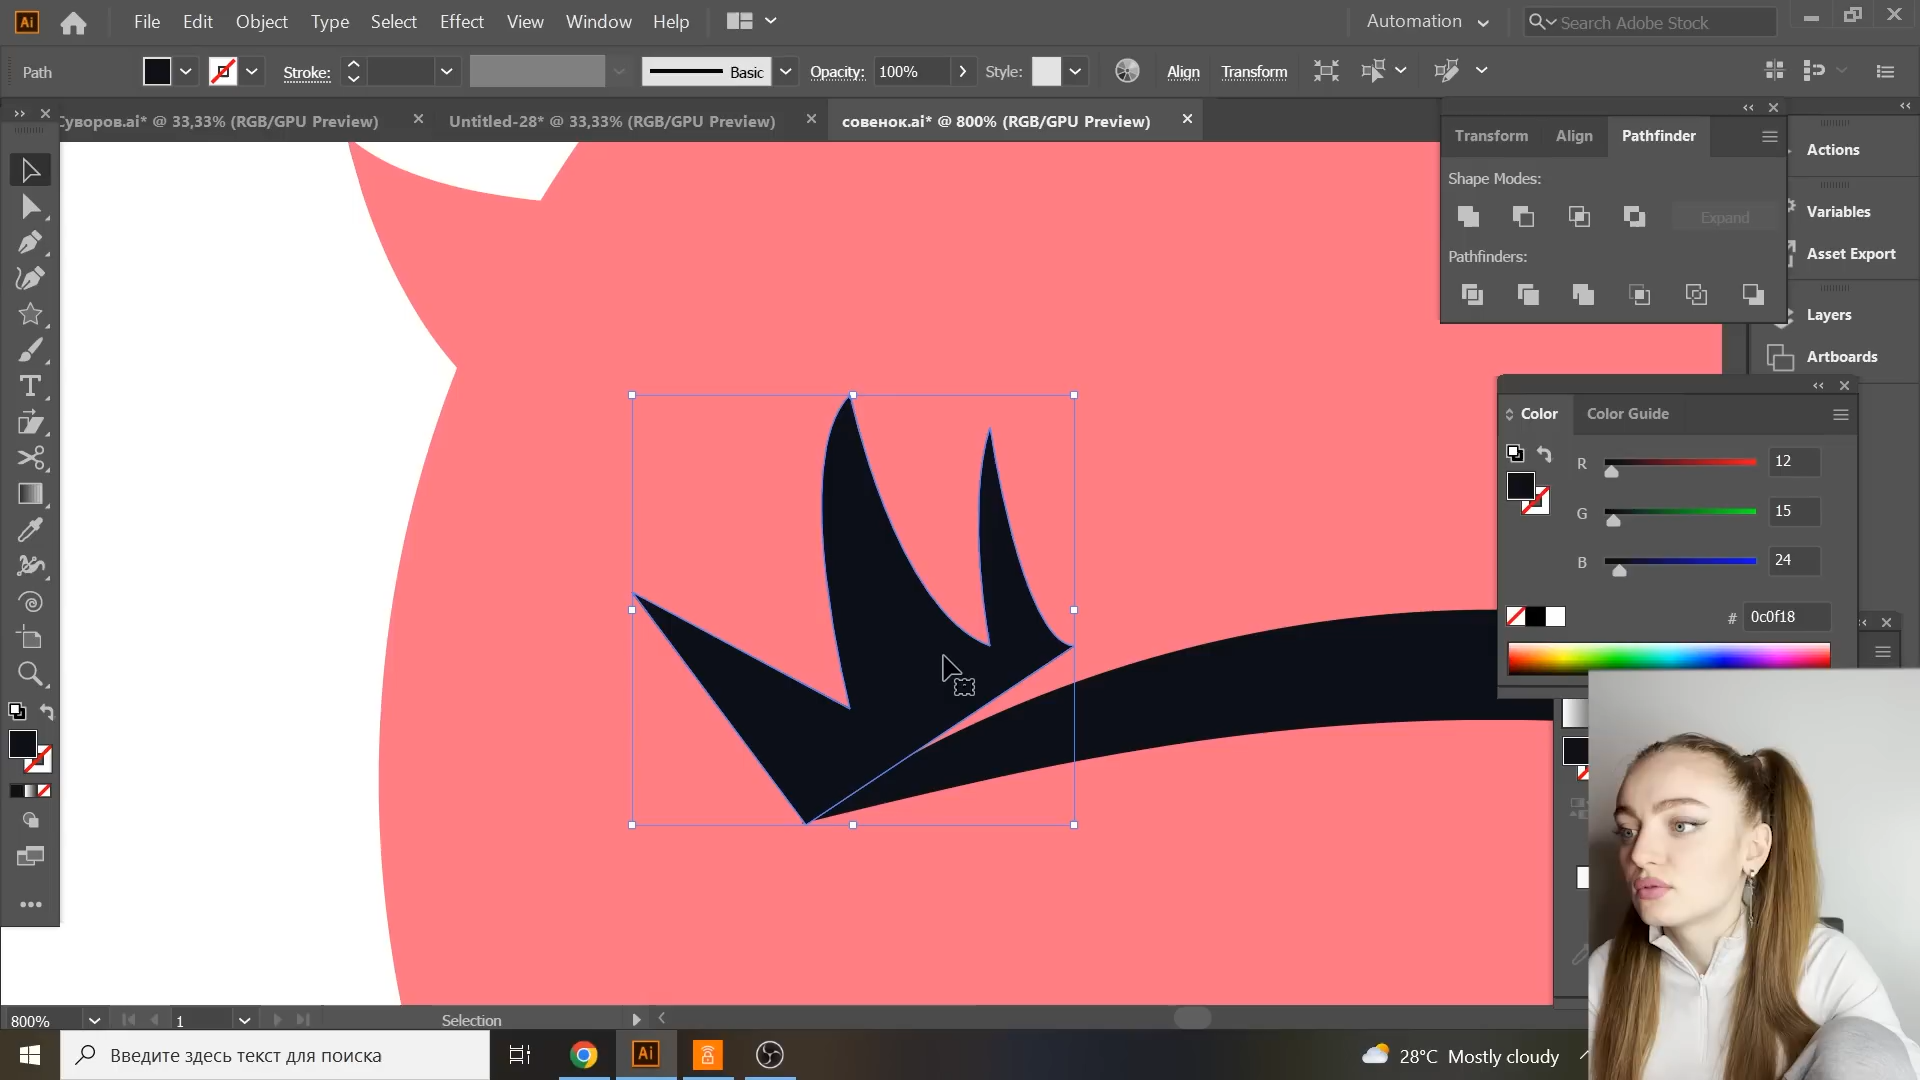 Ai File Edit Object Type Select Effect View Window Help Automation Search Adobe Stock
Path Stroke: Basic Opacity: 100% Style: Align Transform
Суворов.ai* @ 33,33% (RGB/GPU Preview) Untitled-28* @ 33,33% (RGB/GPU Preview) совенок.ai* @ 800% (RGB/GPU Preview)
Transform Align Pathfinder
Shape Modes:
Expand
Pathfinders:
Actions
Variables
Asset Export
Layers
Artboards
Color Color Guide
R 12
G 15
B 24
# 0c0f18
800% 1 Selection
Введите здесь текст для поиска Ai 28°C Mostly cloudy